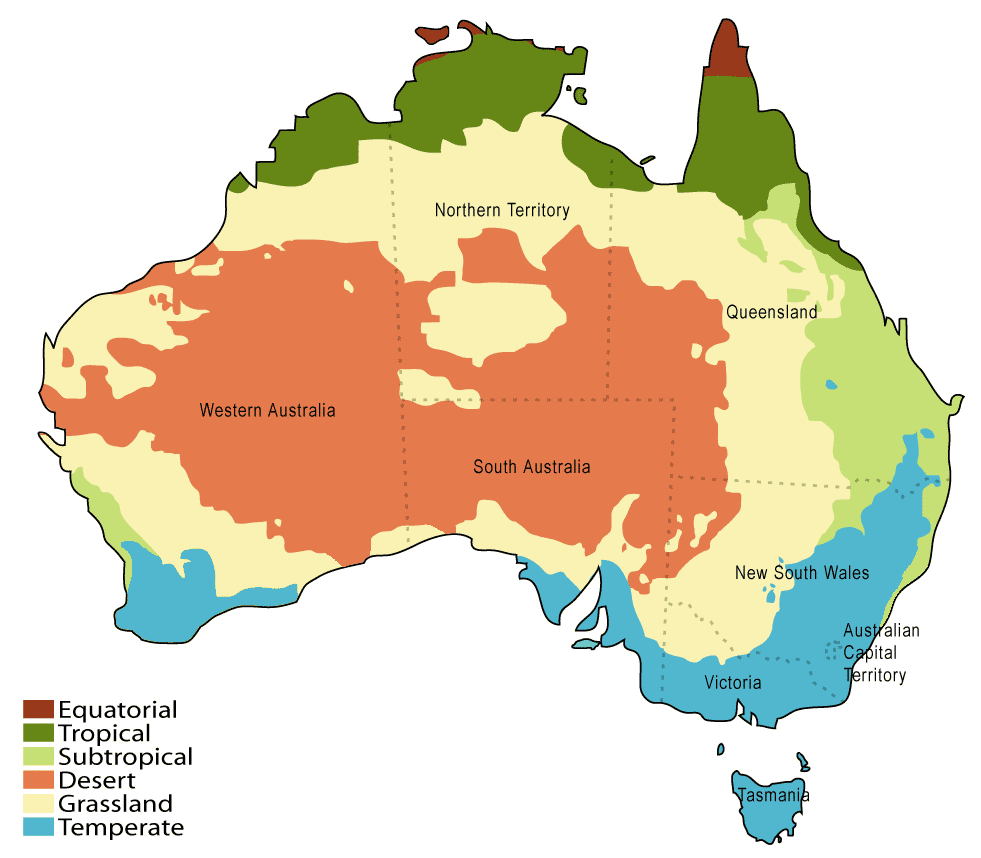 Northern Territory
Queensland
Western Australia
South Australia
New South Wales
Australian
Capital
Territory
Victoria
Equatorial
Tropical
Subtropical
Desert
Grassland
Temperate
Tasmania